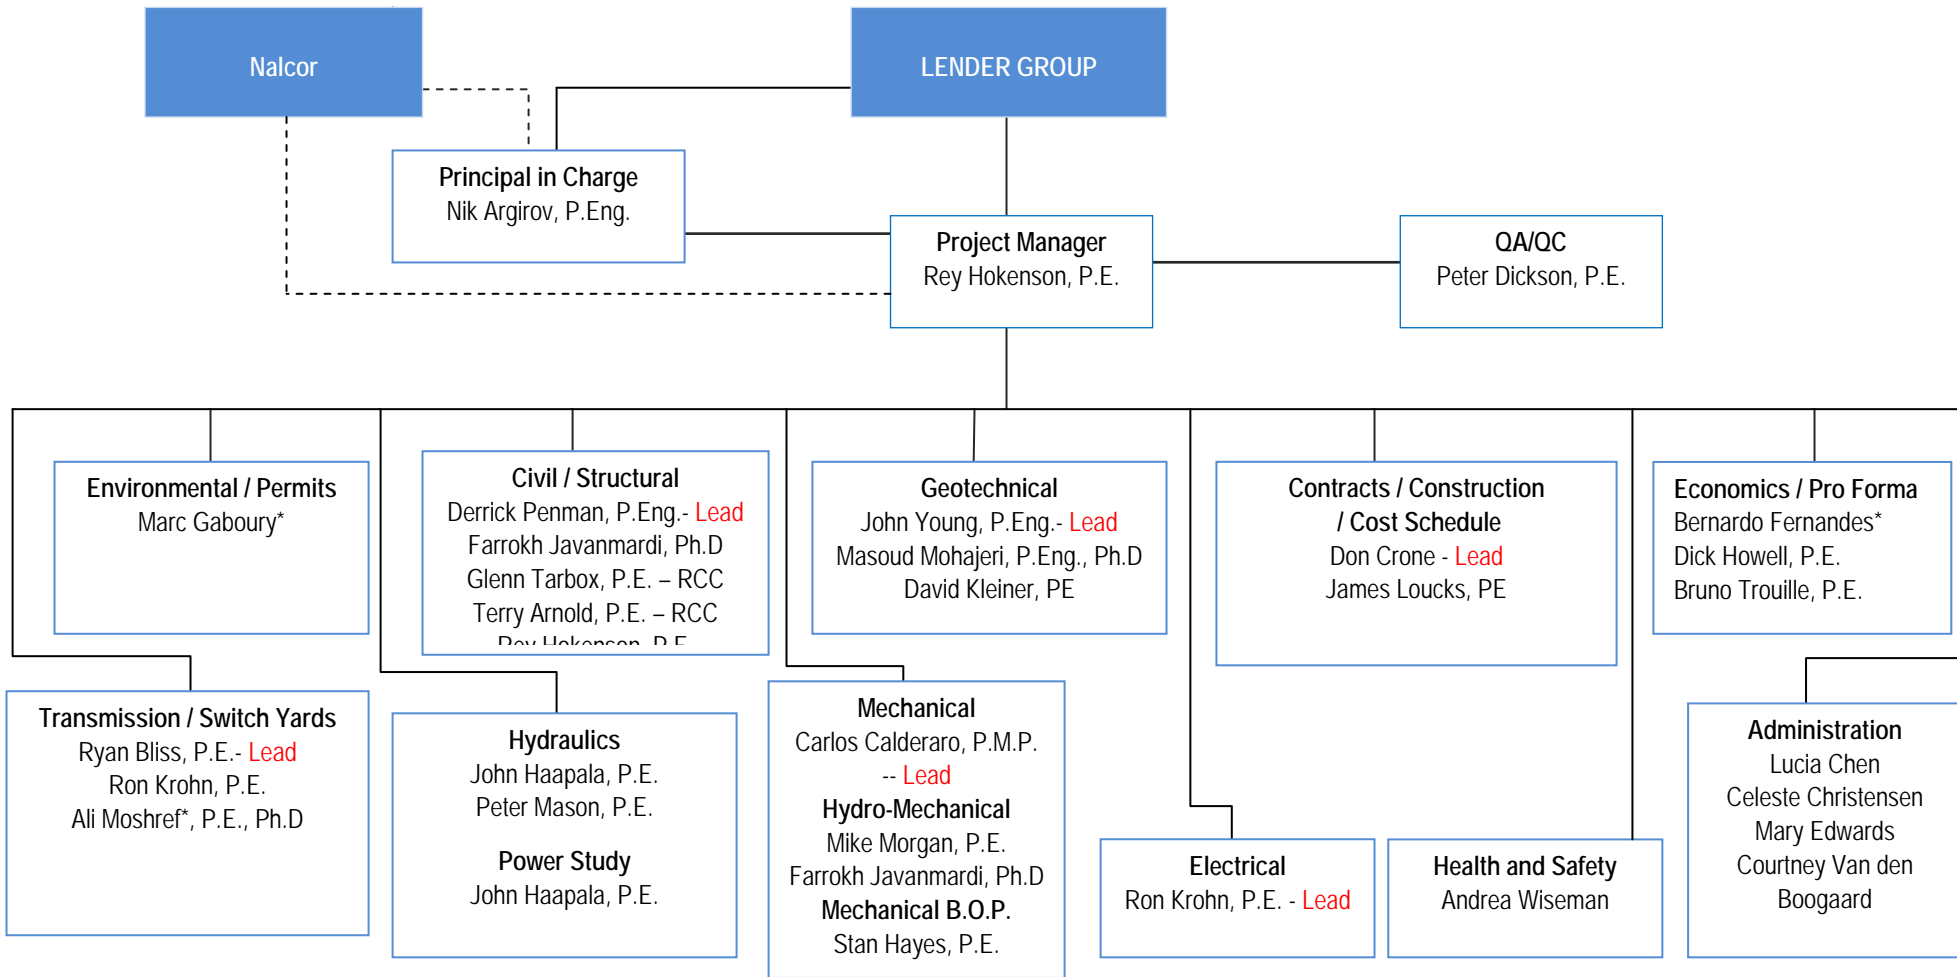 Nalcor
LENDER GROUP
Principal in Charge
Nik Argirov, P.Eng.
Project Manager
Rey Hokenson, P.E.
QA/QC
Peter Dickson, P.E.
Environmental / Permits
Marc Gaboury*
Civil / Structural
Derrick Penman, P.Eng.- Lead
Farrokh Javanmardi, Ph.D
Glenn Tarbox, P.E. – RCC
Terry Arnold, P.E. – RCC
Rey Hokenson, P.E.
Geotechnical
John Young, P.Eng.- Lead
Masoud Mohajeri, P.Eng., Ph.D
David Kleiner, PE
Contracts / Construction
/ Cost Schedule
Don Crone - Lead
James Loucks, PE
Economics / Pro Forma
Bernardo Fernandes*
Dick Howell, P.E.
Bruno Trouille, P.E.
Transmission / Switch Yards
Ryan Bliss, P.E.- Lead
Ron Krohn, P.E.
Ali Moshref*, P.E., Ph.D
Hydraulics
John Haapala, P.E.
Peter Mason, P.E.
Power Study
John Haapala, P.E.
Mechanical
Carlos Calderaro, P.M.P.
-- Lead
Hydro-Mechanical
Mike Morgan, P.E.
Farrokh Javanmardi, Ph.D
Mechanical B.O.P.
Stan Hayes, P.E.
Electrical
Ron Krohn, P.E. - Lead
Health and Safety
Andrea Wiseman
Administration
Lucia Chen
Celeste Christensen
Mary Edwards
Courtney Van den
Boogaard